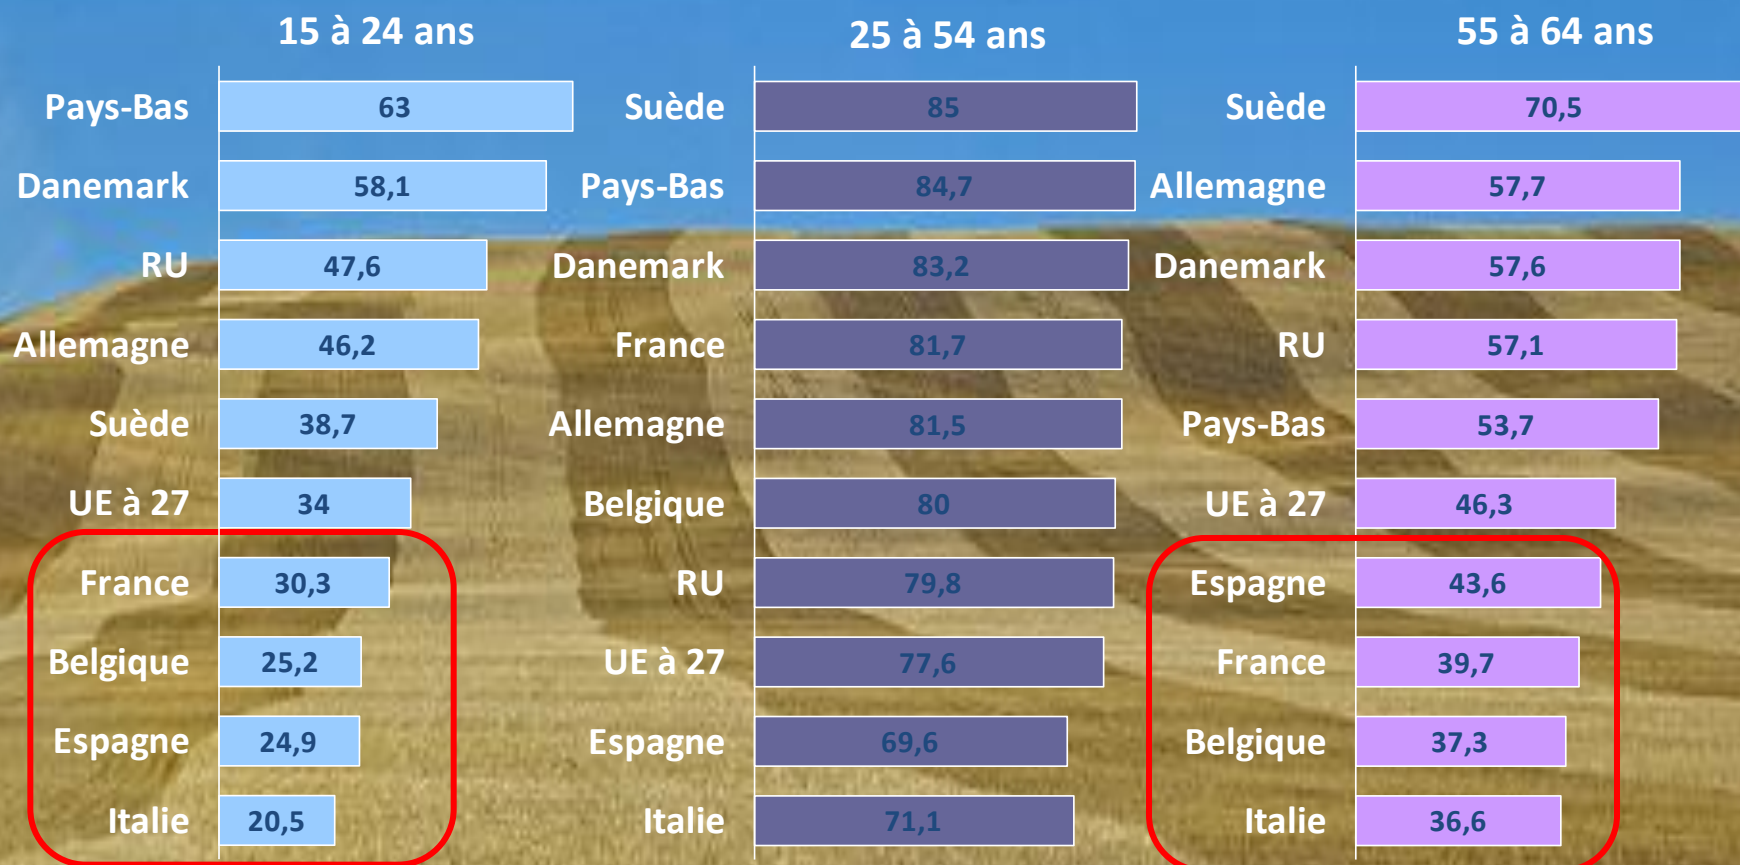 15 à 24 ans
Pays-Bas 63
Danemark 58,1
RU 47,6
Allemagne 46,2
Suède 38,7
UE à 27 34
France 30,3
Belgique 25,2
Espagne 24,9
Italie 20,5
25 à 54 ans
Suède 85
Pays-Bas 84,7
Danemark 83,2
France 81,7
Allemagne 81,5
Belgique 80
RU 79,8
UE à 27 77,6
Espagne 69,6
Italie 71,1
55 à 64 ans
Suède 70,5
Allemagne 57,7
Danemark 57,6
RU 57,1
Pays-Bas 53,7
UE à 27 46,3
Espagne 43,6
France 39,7
Belgique 37,3
Italie 36,6